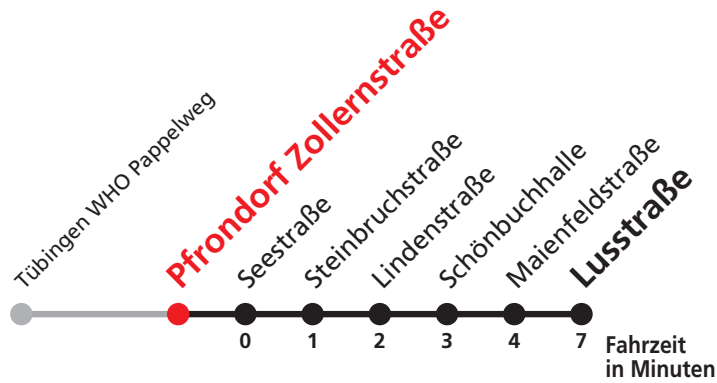 Tübingen WHO Pappelweg
Pfrondorf Zollernstraße
Seestraße
Steinbruchstraße
Lindenstraße
Schönbuchhalle
Maienfeldstraße
Lusstraße
0 1 2 3 4 7
Fahrzeit
in Minuten